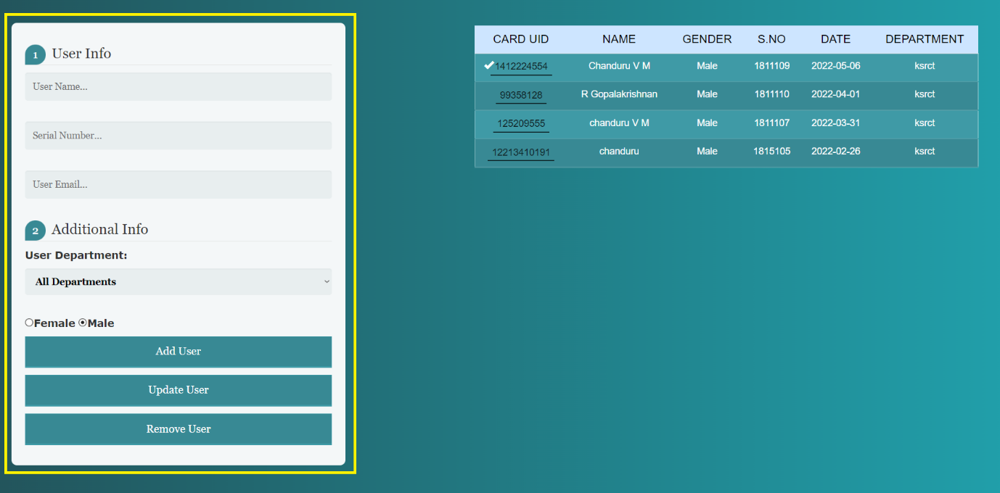 1 User Info
User Name...
Serial Number...
User Email...
2 Additional Info
User Department:
All Departments
Female Male
Add User
Update User
Remove User
CARD UID NAME GENDER S.NO DATE DEPARTMENT
1412224554 Chanduru V M Male 1811109 2022-05-06 ksrct
99358128 R Gopalakrishnan Male 1811110 2022-04-01 ksrct
125209555 chanduru V M Male 1811107 2022-03-31 ksrct
12213410191 chanduru Male 1815105 2022-02-26 ksrct